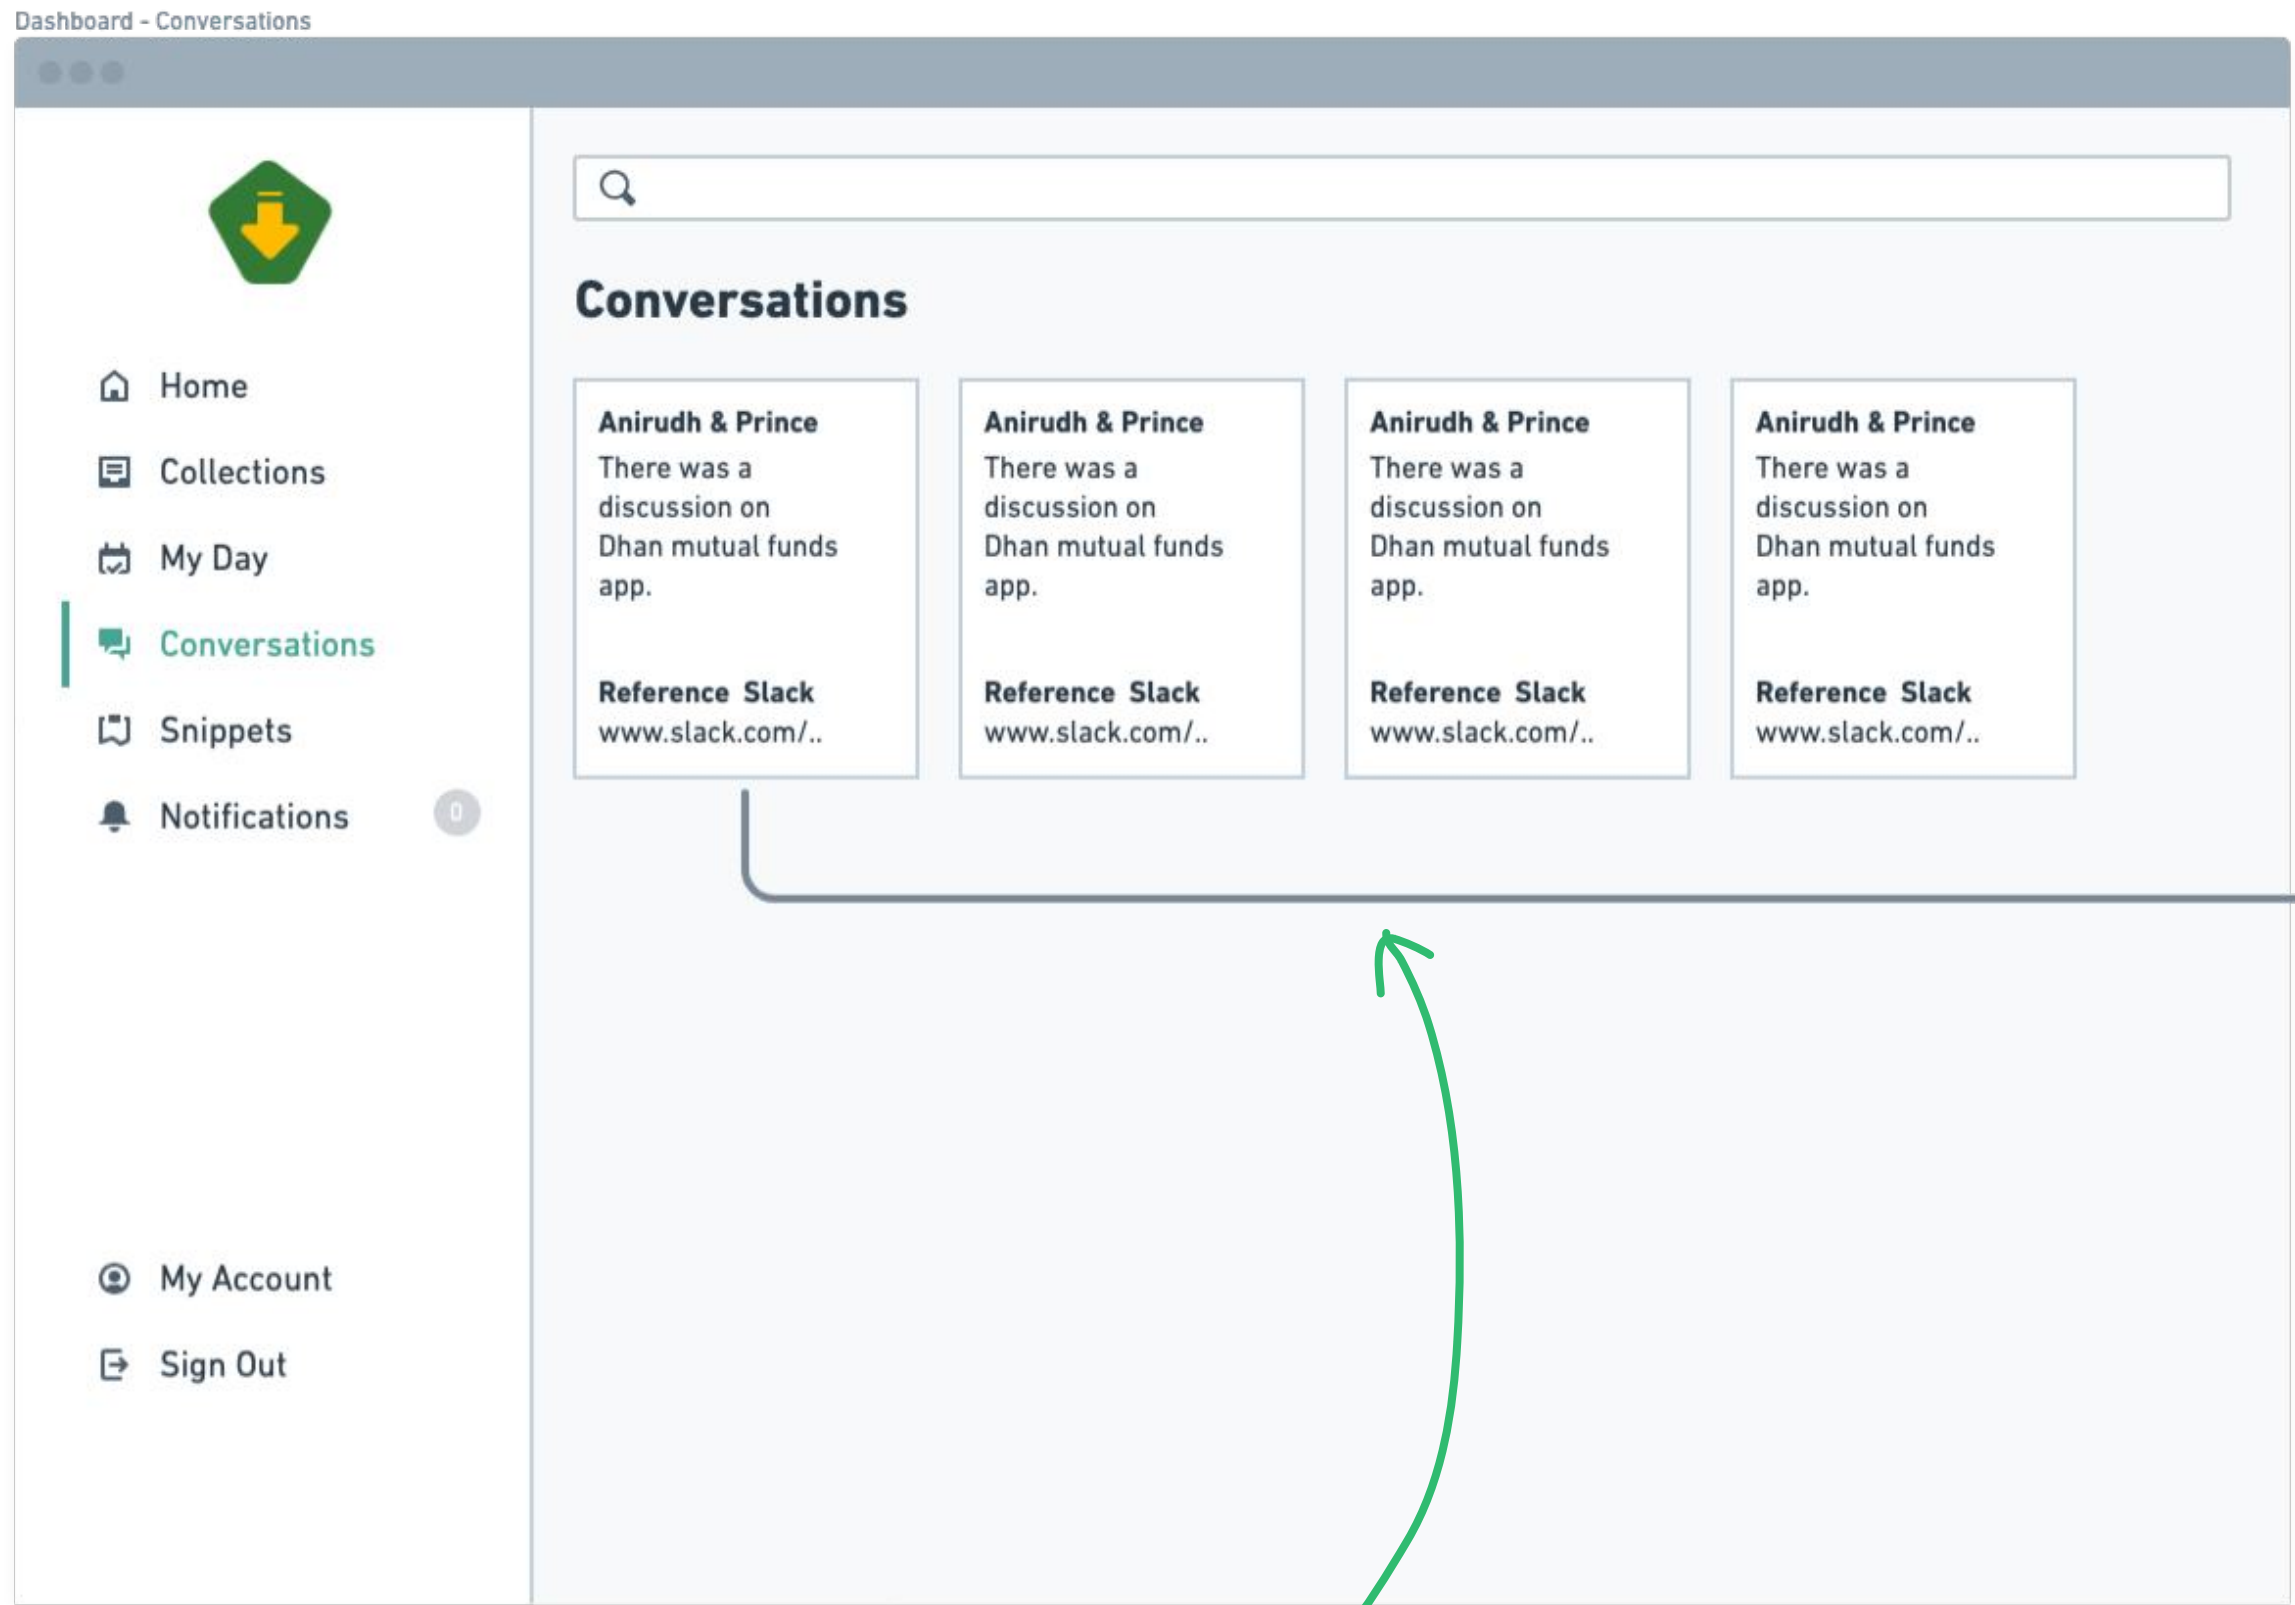 Dashboard - Conversations
Home
Collections
My Day
Conversations
Snippets
Notifications 0
My Account
Sign Out
Conversations
Anirudh & Prince
There was a
discussion on
Dhan mutual funds
app.
Reference Slack
www.slack.com/..
Anirudh & Prince
There was a
discussion on
Dhan mutual funds
app.
Reference Slack
www.slack.com/..
Anirudh & Prince
There was a
discussion on
Dhan mutual funds
app.
Reference Slack
www.slack.com/..
Anirudh & Prince
There was a
discussion on
Dhan mutual funds
app.
Reference Slack
www.slack.com/..